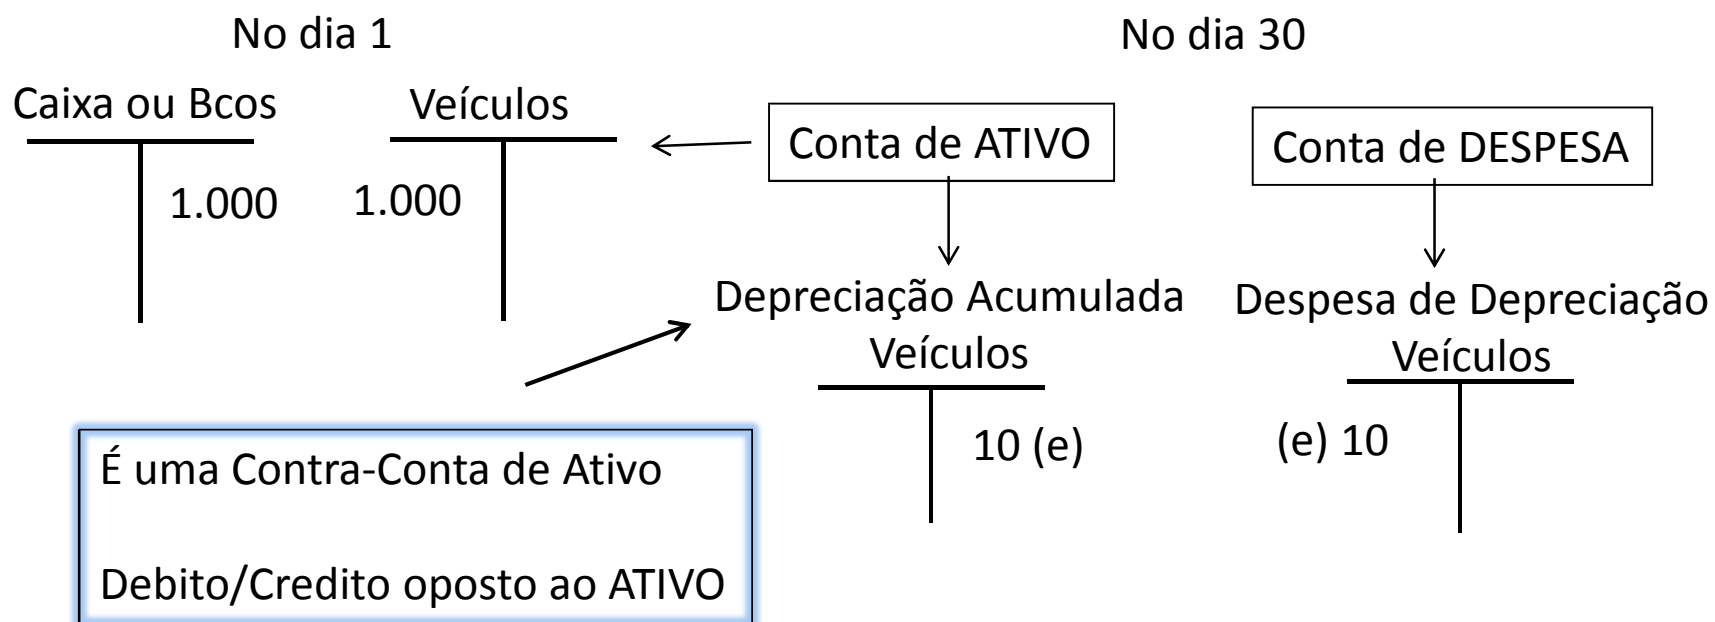 No dia 1
No dia 30
Caixa ou Bcos
Veículos
Conta de ATIVO
Conta de DESPESA
1.000
1.000
Depreciação Acumulada
Veículos
Despesa de Depreciação
Veículos
10 (e)
(e) 10
É uma Contra-Conta de Ativo
Debito/Credito oposto ao ATIVO